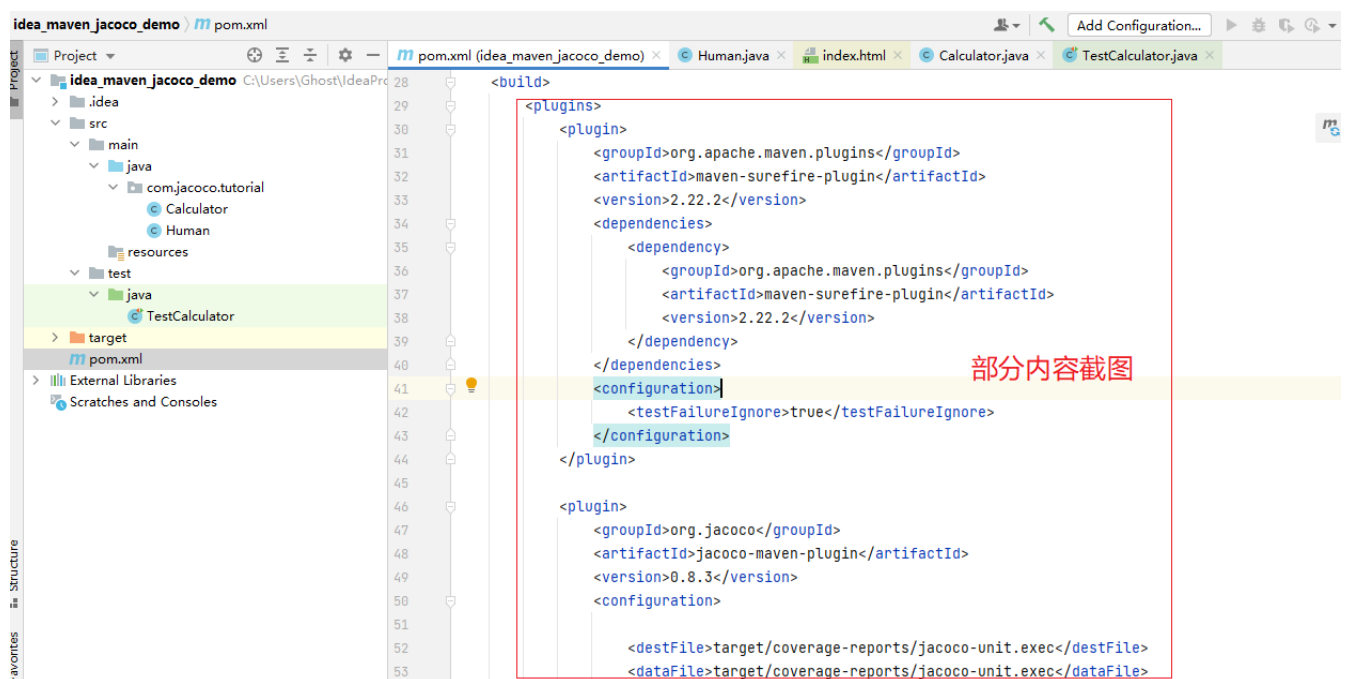 idea_maven_jacoco_demo 〉 m pom.xml
Add Configuration...
Project
m pom.xml (idea_maven_jacoco_demo) ×
C Human.java ×
index.html ×
C Calculator.java ×
C TestCalculator.java ×
Project
idea_maven_jacoco_demo C:\Users\Ghost\IdeaPro
.idea
src
main
java
com.jacoco.tutorial
C Calculator
C Human
resources
test
java
C TestCalculator
target
m pom.xml
External Libraries
Scratches and Consoles
Structure
avorites
28 <build>
29 <plugins>
30 <plugin>
31 <groupId>org.apache.maven.plugins</groupId>
32 <artifactId>maven-surefire-plugin</artifactId>
33 <version>2.22.2</version>
34 <dependencies>
35 <dependency>
36 <groupId>org.apache.maven.plugins</groupId>
37 <artifactId>maven-surefire-plugin</artifactId>
38 <version>2.22.2</version>
39 </dependency>
40 </dependencies>
部分内容截图
41 <configuration>
42 <testFailureIgnore>true</testFailureIgnore>
43 </configuration>
44 </plugin>
45
46 <plugin>
47 <groupId>org.jacoco</groupId>
48 <artifactId>jacoco-maven-plugin</artifactId>
49 <version>0.8.3</version>
50 <configuration>
51
52 <destFile>target/coverage-reports/jacoco-unit.exec</destFile>
53 <dataFile>target/coverage-reports/jacoco-unit.exec</dataFile>
m